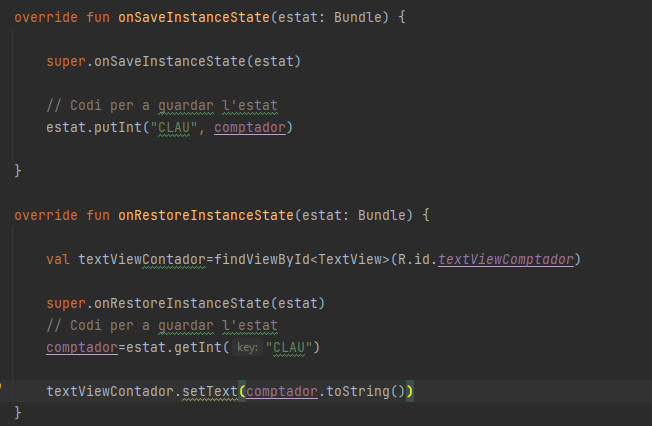 override fun onSaveInstanceState(estat: Bundle) {
super.onSaveInstanceState(estat)
// Codi per a guardar l'estat
estat.putInt("CLAU", comptador)
}
override fun onRestoreInstanceState(estat: Bundle) {
val textViewContador=findViewById<TextView>(R.id.textViewComptador)
super.onRestoreInstanceState(estat)
// Codi per a guardar l'estat
comptador=estat.getInt( key: "CLAU")
textViewContador.setText(comptador.toString())
}